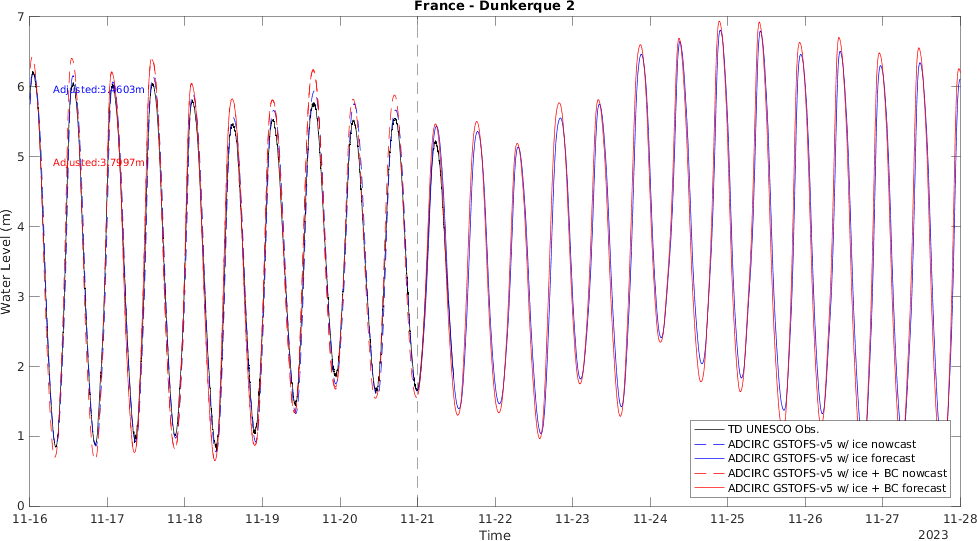 France - Dunkerque 2
7
6
5
4
3
2
1
0
Water Level (m)
Adjusted:3.7997m
TD UNESCO Obs.
ADCIRC GSTOFS-v5 w/ ice nowcast
ADCIRC GSTOFS-v5 w/ ice forecast
ADCIRC GSTOFS-v5 w/ ice + BC nowcast
ADCIRC GSTOFS-v5 w/ ice + BC forecast
11-16 11-17 11-18 11-19 11-20 11-21 11-22 11-23 11-24 11-25 11-26 11-27 11-28
Time
2023